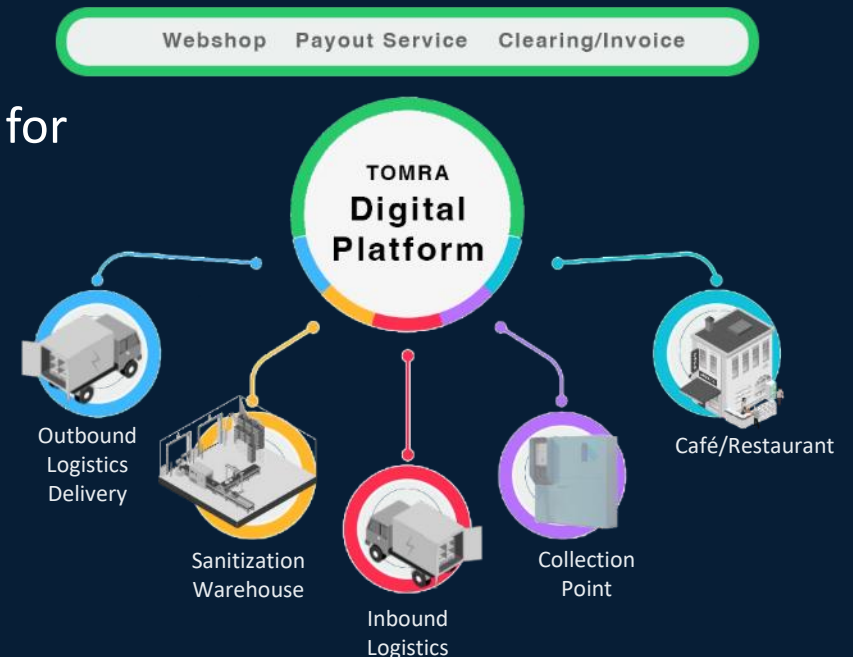 Webshop Payout Service Clearing/Invoice
for
TOMRA
Digital
Platform
Outbound
Logistics
Delivery
Café/Restaurant
Sanitization
Warehouse
Collection
Point
Inbound
Logistics